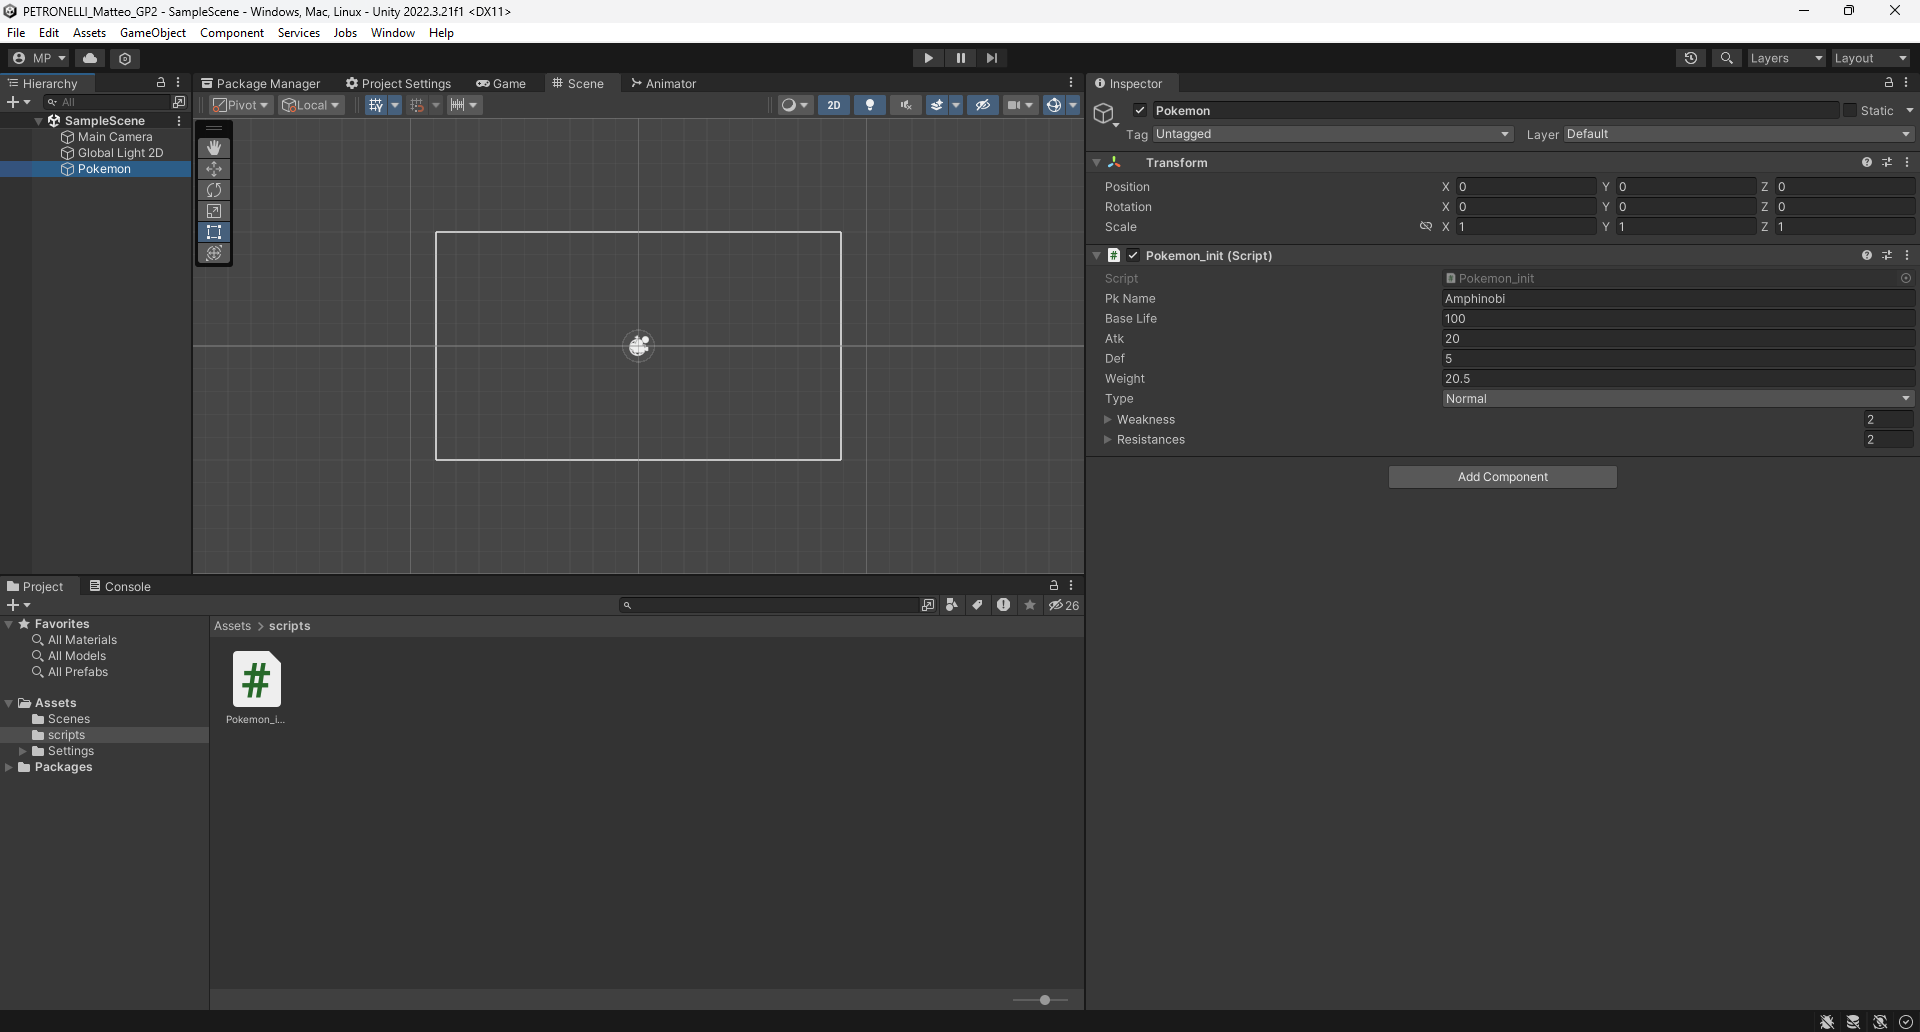 PETRONELLI_Matteo_GP2 - SampleScene - Windows, Mac, Linux - Unity 2022.3.21f1 <DX11>
File Edit Assets GameObject Component Services Jobs Window Help
MP
Layers
Layout
Hierarchy
All
SampleScene
Main Camera
Global Light 2D
Pokemon
Package Manager
Project Settings
Game
Scene
Animator
Pivot
Local
2D
Inspector
Pokemon
Static
Tag Untagged
Layer Default
Transform
Position X 0 Y 0 Z 0
Rotation X 0 Y 0 Z 0
Scale X 1 Y 1 Z 1
Pokemon_init (Script)
Script Pokemon_init
Pk Name Amphinobi
Base Life 100
Atk 20
Def 5
Weight 20.5
Type Normal
Weakness 2
Resistances 2
Add Component
Project
Console
26
Favorites
All Materials
All Models
All Prefabs
Assets
Scenes
scripts
Settings
Packages
Assets > scripts
#
Pokemon_i...